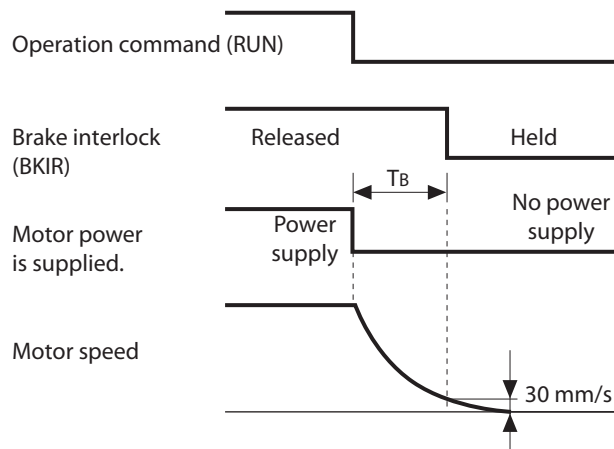 Operation command (RUN)
Brake interlock
(BKIR)
Released
Held
TB
Motor power
is supplied.
Power
supply
No power
supply
Motor speed
30 mm/s